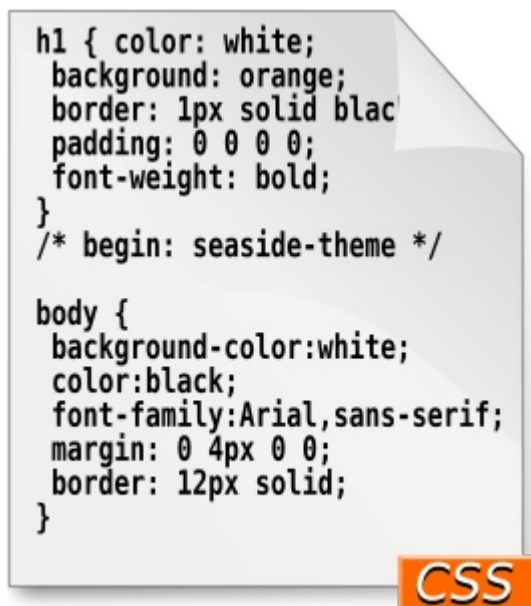 h1 { color: white;
background: orange;
border: 1px solid blac
padding: 0 0 0 0;
font-weight: bold;
}
/* begin: seaside-theme */
body {
background-color:white;
color:black;
font-family:Arial,sans-serif;
margin: 0 4px 0 0;
border: 12px solid;
}
CSS